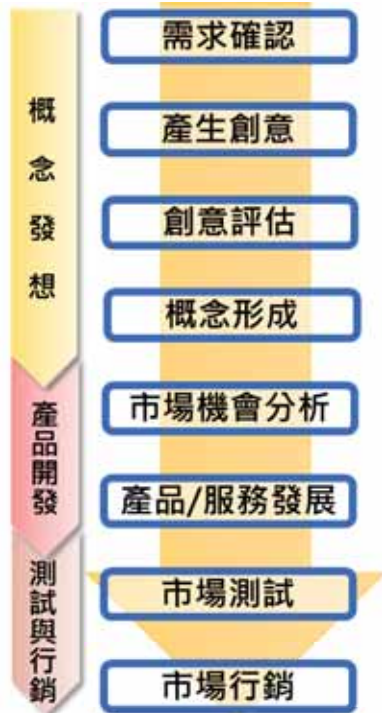 概念發想
需求確認
產生創意
創意評估
概念形成
產品開發
市場機會分析
產品/服務發展
測試與行銷
市場測試
市場行銷